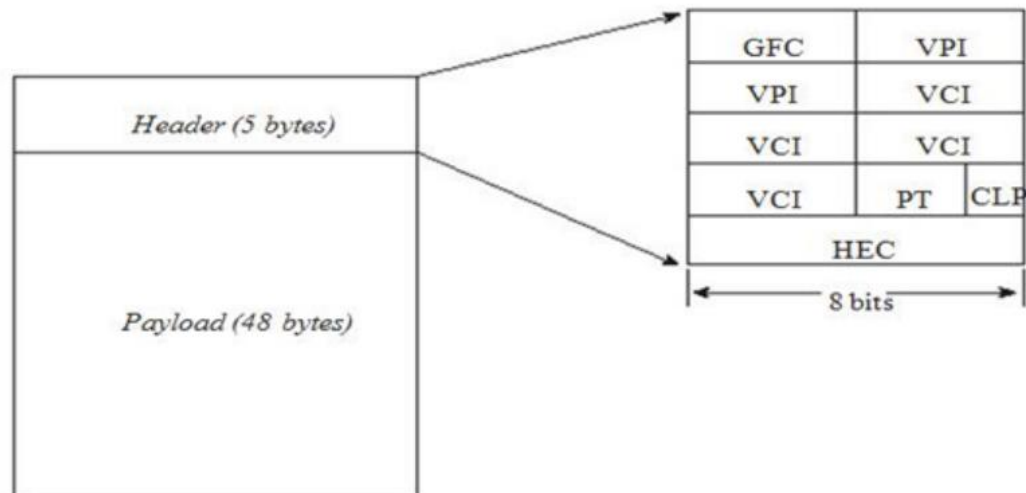 Header (5 bytes)
Payload (48 bytes)
GFC VPI
VPI VCI
VCI VCI
VCI PT CLP
HEC
8 bits